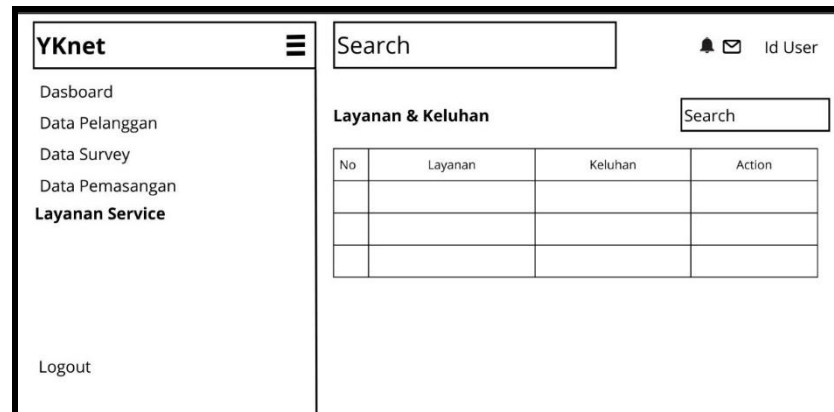 YKnet
Search
Id User
Dasboard
Data Pelanggan
Data Survey
Data Pemasangan
Layanan Service
Logout
Layanan & Keluhan
Search
No Layanan Keluhan Action